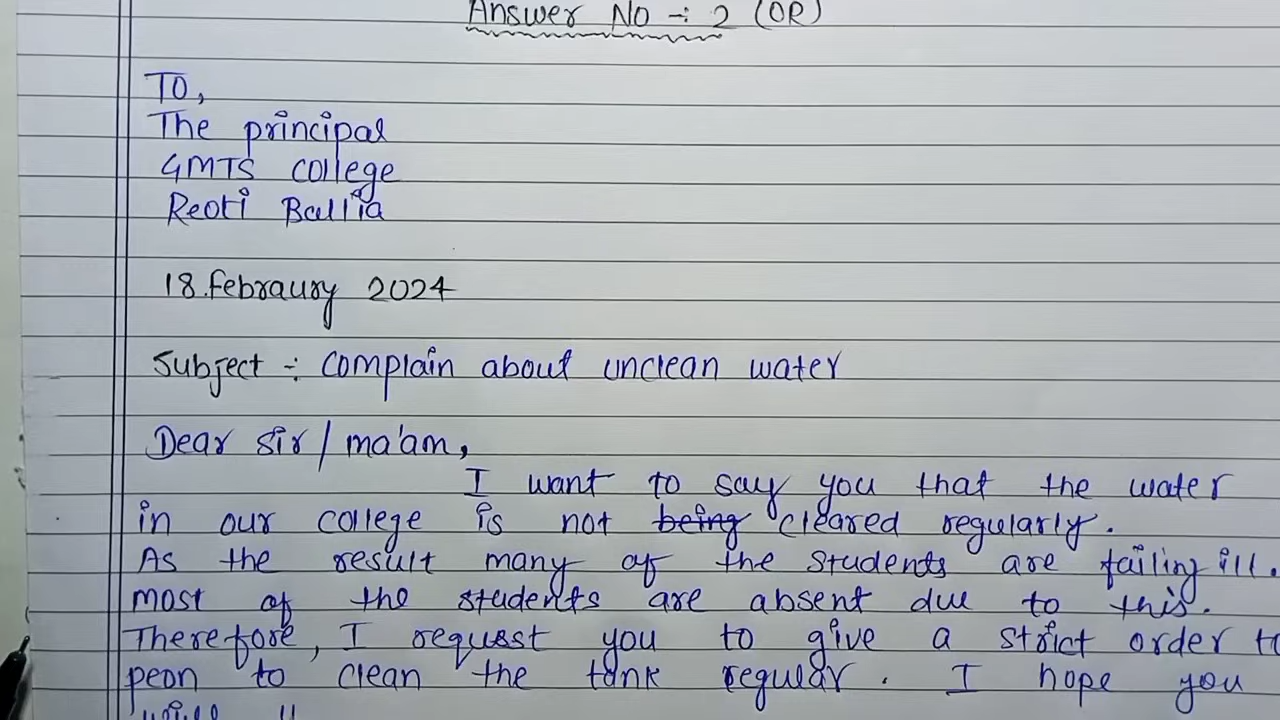 Answer No -: 2 (OR)
To,
The principal
GMTS college
Reoti Ballia
18.Febraury 2024
Subject -: Complain about unclean water
Dear Sir/ma'am,
I want to say you that the water
in our college is not being cleared regularly.
As the result many of the students are failing ill.
most of the students are absent due to this.
Therefore, I request you to give a strict order to
peon to clean the tank regular. I hope you
will